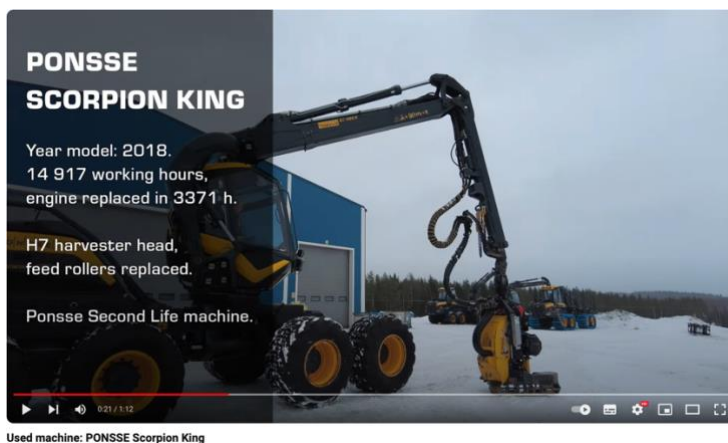 PONSSE
SCORPION KING
Year model: 2018.
14 917 working hours,
engine replaced in 3371 h.
H7 harvester head,
feed rollers replaced.
Ponsse Second Life machine.
0:21 / 1:12
Used machine: PONSSE Scorpion King